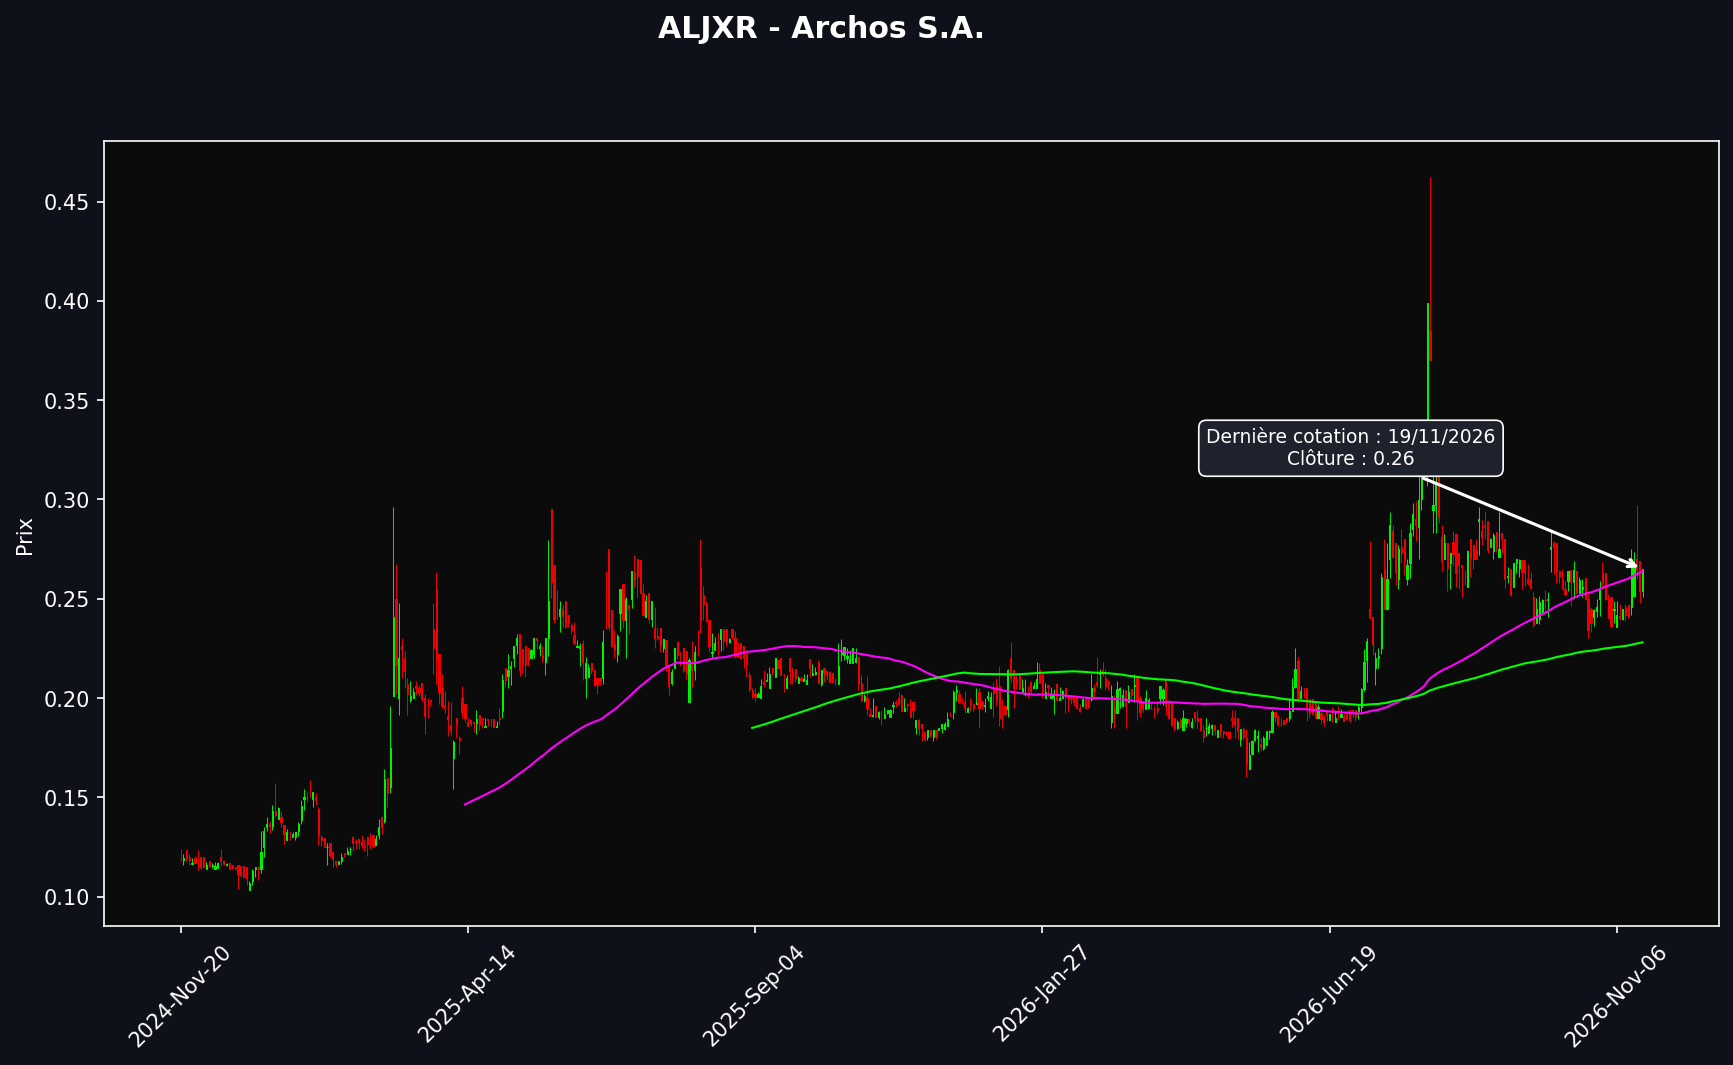 ALJXR - Archos S.A.
Prix
0.45
0.40
0.35
0.30
0.25
0.20
0.15
0.10
Dernière cotation : 19/11/2026
Clôture : 0.26
2024-Nov-20
2025-Apr-14
2025-Sep-04
2026-Jan-27
2026-Jun-19
2026-Nov-06